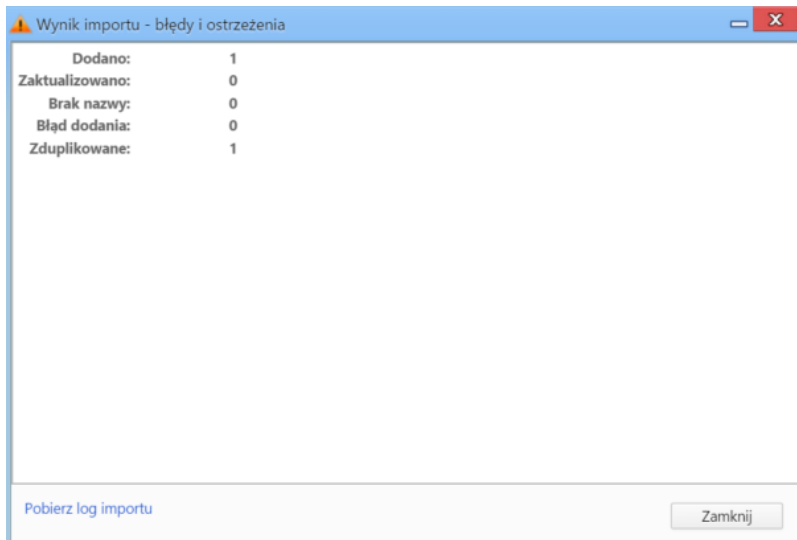 Wynik importu - błędy i ostrzeżenia
Dodano: 1
Zaktualizowano: 0
Brak nazwy: 0
Błąd dodania: 0
Zduplikowane: 1
Pobierz log importu
Zamknij